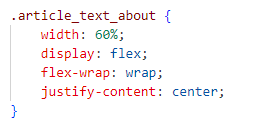 .article_text_about {
    width: 60%;
    display: flex;
    flex-wrap: wrap;
    justify-content: center;
}